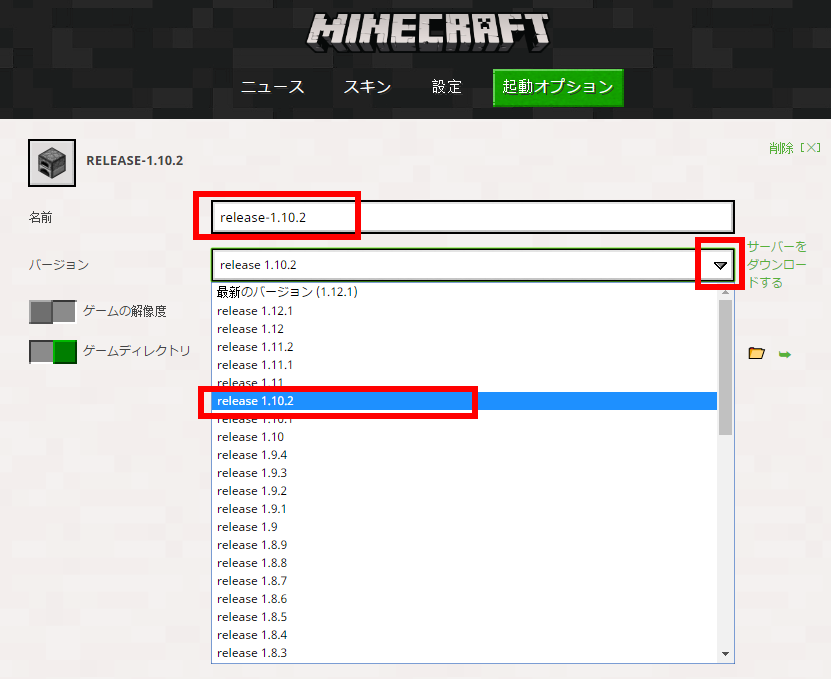 MINECRAFT
ニュース
スキン
設定
起動オプション
RELEASE-1.10.2
削除 [×]
名前
release-1.10.2
バージョン
release 1.10.2
サーバーを
ダウンロー
ドする
最新のバージョン (1.12.1)
release 1.12.1
release 1.12
release 1.11.2
release 1.11.1
release 1.11
release 1.10.2
release 1.10.1
release 1.10
release 1.9.4
release 1.9.3
release 1.9.2
release 1.9.1
release 1.9
release 1.8.9
release 1.8.8
release 1.8.7
release 1.8.6
release 1.8.5
release 1.8.4
release 1.8.3
ゲームの解像度
ゲームディレクトリ